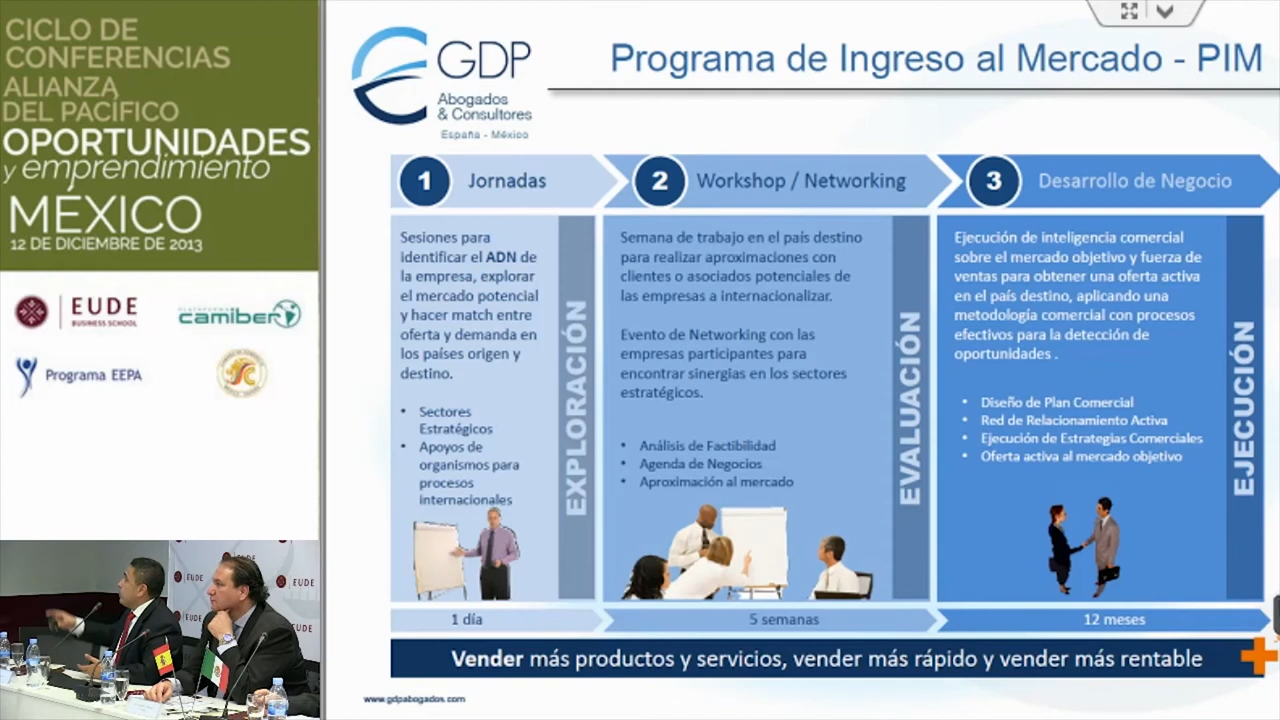 CICLO DE
CONFERENCIAS
ALIANZA
DEL PACÍFICO
OPORTUNIDADES
y emprendimiento
MÉXICO
12 DE DICIEMBRE DE 2013
EUDE
BUSINESS SCHOOL
PLATAFORMA
camiber
Programa EEPA
EUDE
EUDE
EUDE
GDP
Abogados
& Consultores
España - México
Programa de Ingreso al Mercado - PIM
1 Jornadas
Sesiones para
identificar el ADN de
la empresa, explorar
el mercado potencial
y hacer match entre
oferta y demanda en
los países origen y
destino.
• Sectores
Estratégicos
• Apoyos de
organismos para
procesos
internacionales
EXPLORACIÓN
1 día
2 Workshop / Networking
Semana de trabajo en el país destino
para realizar aproximaciones con
clientes o asociados potenciales de
las empresas a internacionalizar.
Evento de Networking con las
empresas participantes para
encontrar sinergias en los sectores
estratégicos.
• Análisis de Factibilidad
• Agenda de Negocios
• Aproximación al mercado
EVALUACIÓN
5 semanas
3 Desarrollo de Negocio
Ejecución de inteligencia comercial
sobre el mercado objetivo y fuerza de
ventas para obtener una oferta activa
en el país destino, aplicando una
metodología comercial con procesos
efectivos para la detección de
oportunidades .
• Diseño de Plan Comercial
• Red de Relacionamiento Activa
• Ejecución de Estrategias Comerciales
• Oferta activa al mercado objetivo
EJECUCIÓN
12 meses
Vender más productos y servicios, vender más rápido y vender más rentable
www.gdpabogados.com